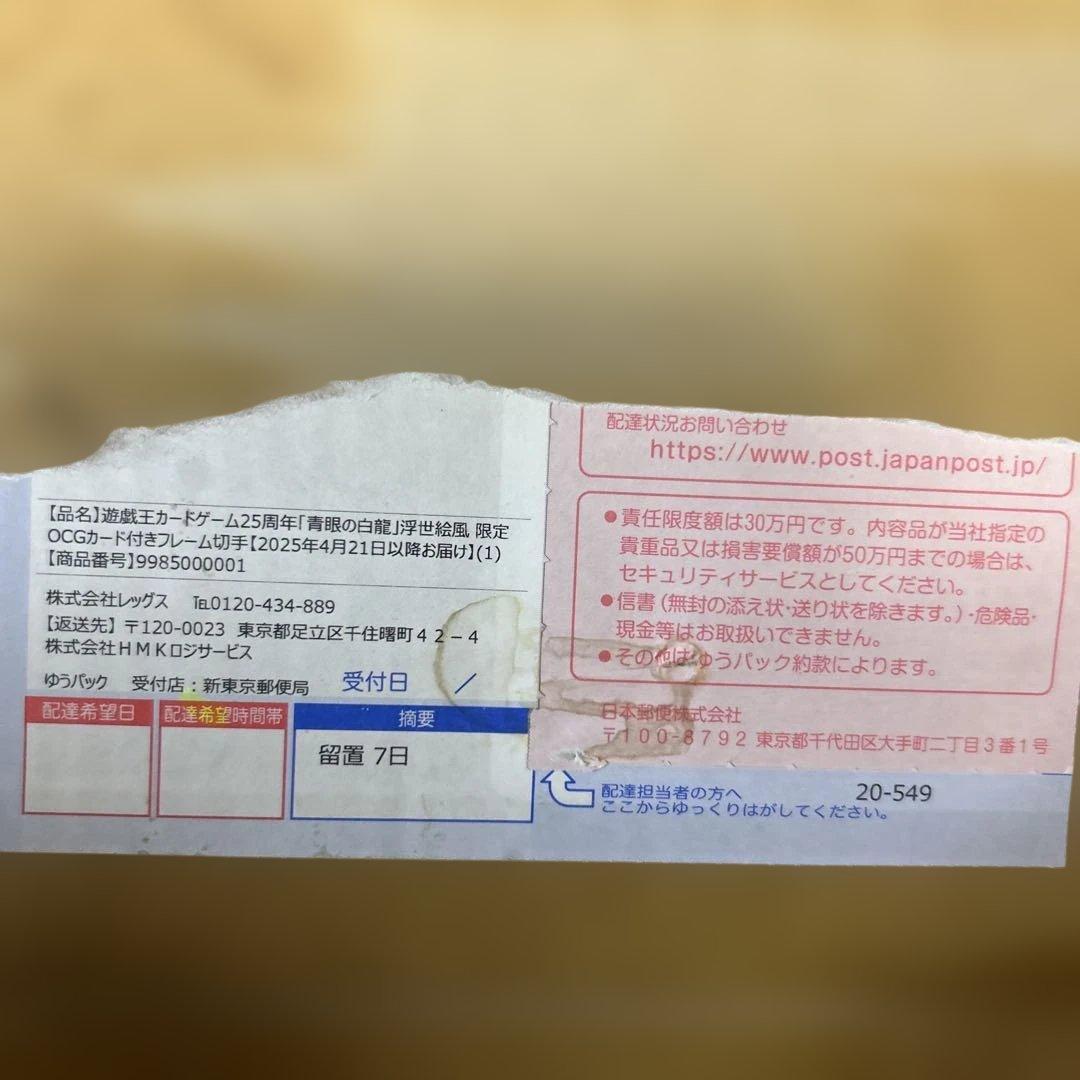 【品名】遊戯王カードゲーム25周年「青眼の白龍」浮世絵風 限定
OCGカード付きフレーム切手【2025年4月21日以降お届け】(1)
【商品番号】9985000001
株式会社レッグス ℡0120-434-889
【返送先】〒120-0023 東京都足立区千住曙町42-4
株式会社HMKロジサービス
ゆうパック 受付店:新東京郵便局 受付日 /
配達希望日 配達希望時間帯 摘要
留置 7日
配達状況お問い合わせ
https://www.post.japanpost.jp/
●責任限度額は30万円です。内容品が当社指定の
貴重品又は損害要償額が50万円までの場合は、
セキュリティサービスとしてください。
●信書(無封の添え状・送り状を除きます。)・危険品・
現金等はお取扱いできません。
●その他はゆうパック約款によります。
日本郵便株式会社
〒100-8792 東京都千代田区大手町二丁目3番1号
配達担当者の方へ 20-549
ここからゆっくりはがしてください。